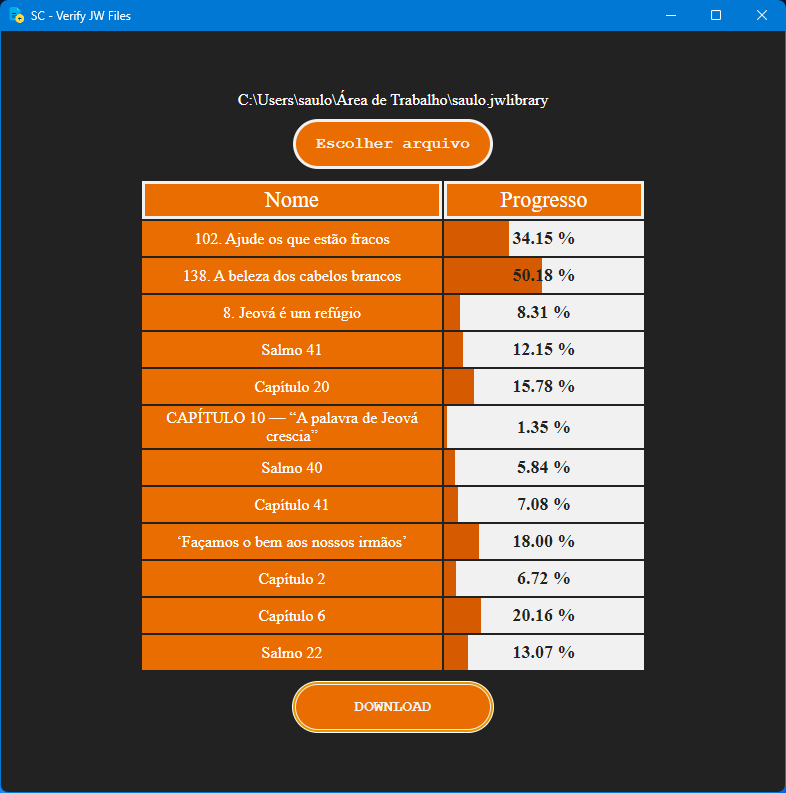 SC - Verify JW Files
C:\Users\saulo\Área de Trabalho\saulo.jwlibrary
Escolher arquivo
Nome Progresso
102. Ajude os que estão fracos 34.15 %
138. A beleza dos cabelos brancos 50.18 %
8. Jeová é um refúgio 8.31 %
Salmo 41 12.15 %
Capítulo 20 15.78 %
CAPÍTULO 10 — “A palavra de Jeová
crescia” 1.35 %
Salmo 40 5.84 %
Capítulo 41 7.08 %
‘Façamos o bem aos nossos irmãos’ 18.00 %
Capítulo 2 6.72 %
Capítulo 6 20.16 %
Salmo 22 13.07 %
DOWNLOAD